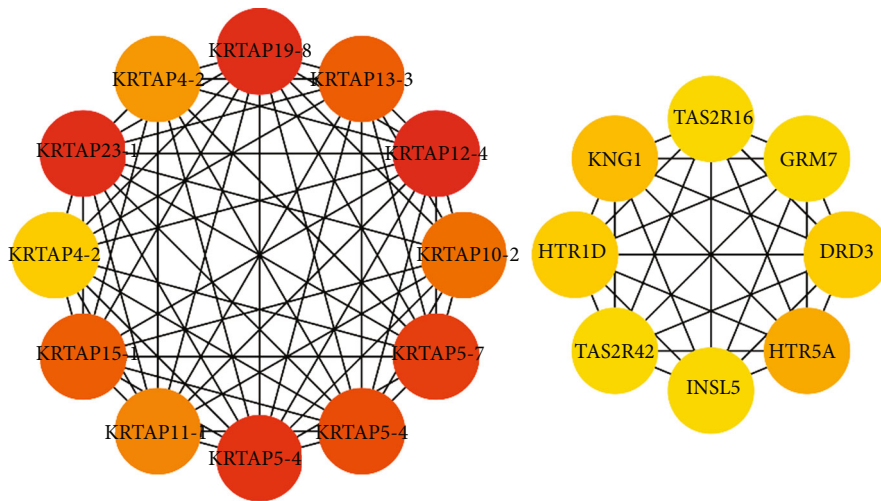 KRTAP19-8
KRTAP4-2
KRTAP13-3
KRTAP23-1
KRTAP12-4
KRTAP4-2
KRTAP10-2
KRTAP15-1
KRTAP5-7
KRTAP11-1
KRTAP5-4
KRTAP5-4
TAS2R16
KNG1
GRM7
HTR1D
DRD3
TAS2R42
HTR5A
INSL5